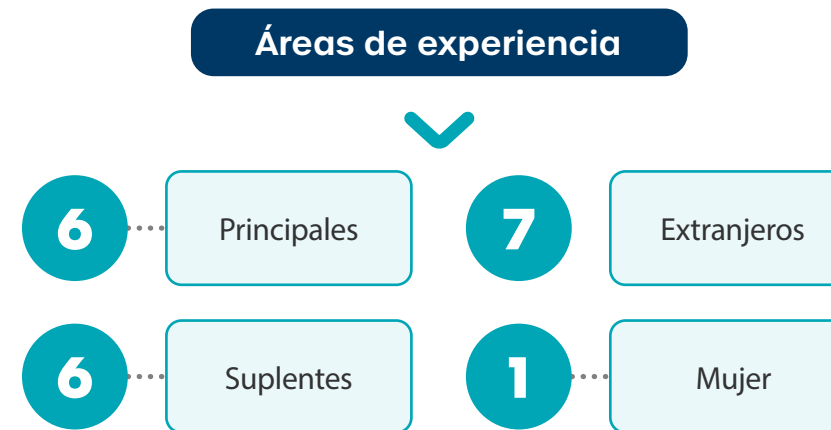 Áreas de experiencia
6 Principales
7 Extranjeros
6 Suplentes
1 Mujer